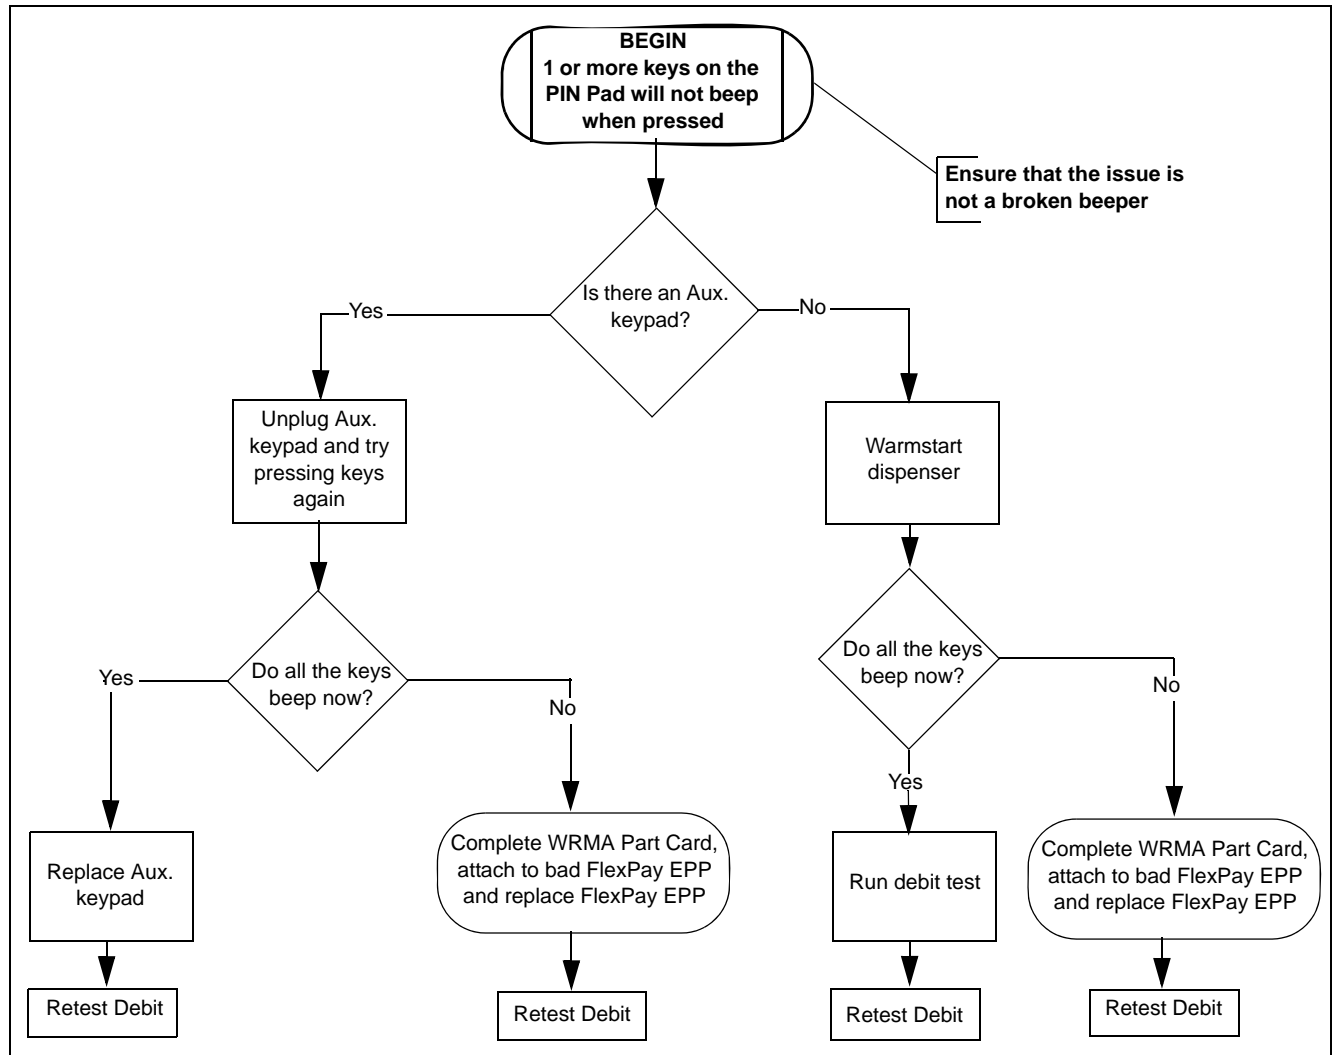 BEGIN
1 or more keys on the
PIN Pad will not beep
when pressed
Ensure that the issue is
not a broken beeper
Is there an Aux.
keypad?
Yes
No
Unplug Aux.
keypad and try
pressing keys
again
Warmstart
dispenser
Do all the keys
beep now?
Yes
No
Do all the keys
beep now?
No
Yes
Replace Aux.
keypad
Complete WRMA Part Card,
attach to bad FlexPay EPP
and replace FlexPay EPP
Run debit test
Complete WRMA Part Card,
attach to bad FlexPay EPP
and replace FlexPay EPP
Retest Debit
Retest Debit
Retest Debit
Retest Debit